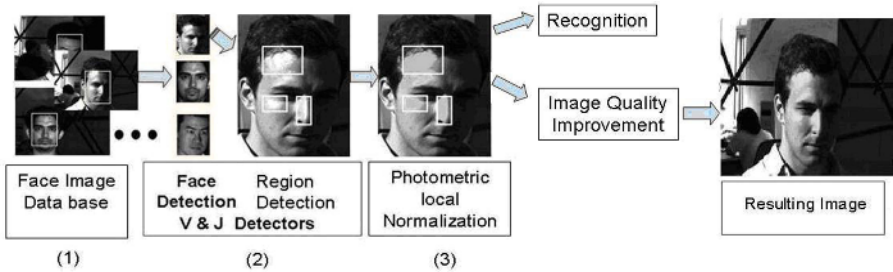 Recognition
Image Quality
Improvement
Face Image
Data base
Face Region
Detection Detection
V & J Detectors
Photometric
local
Normalization
Resulting Image
(1)
(2)
(3)